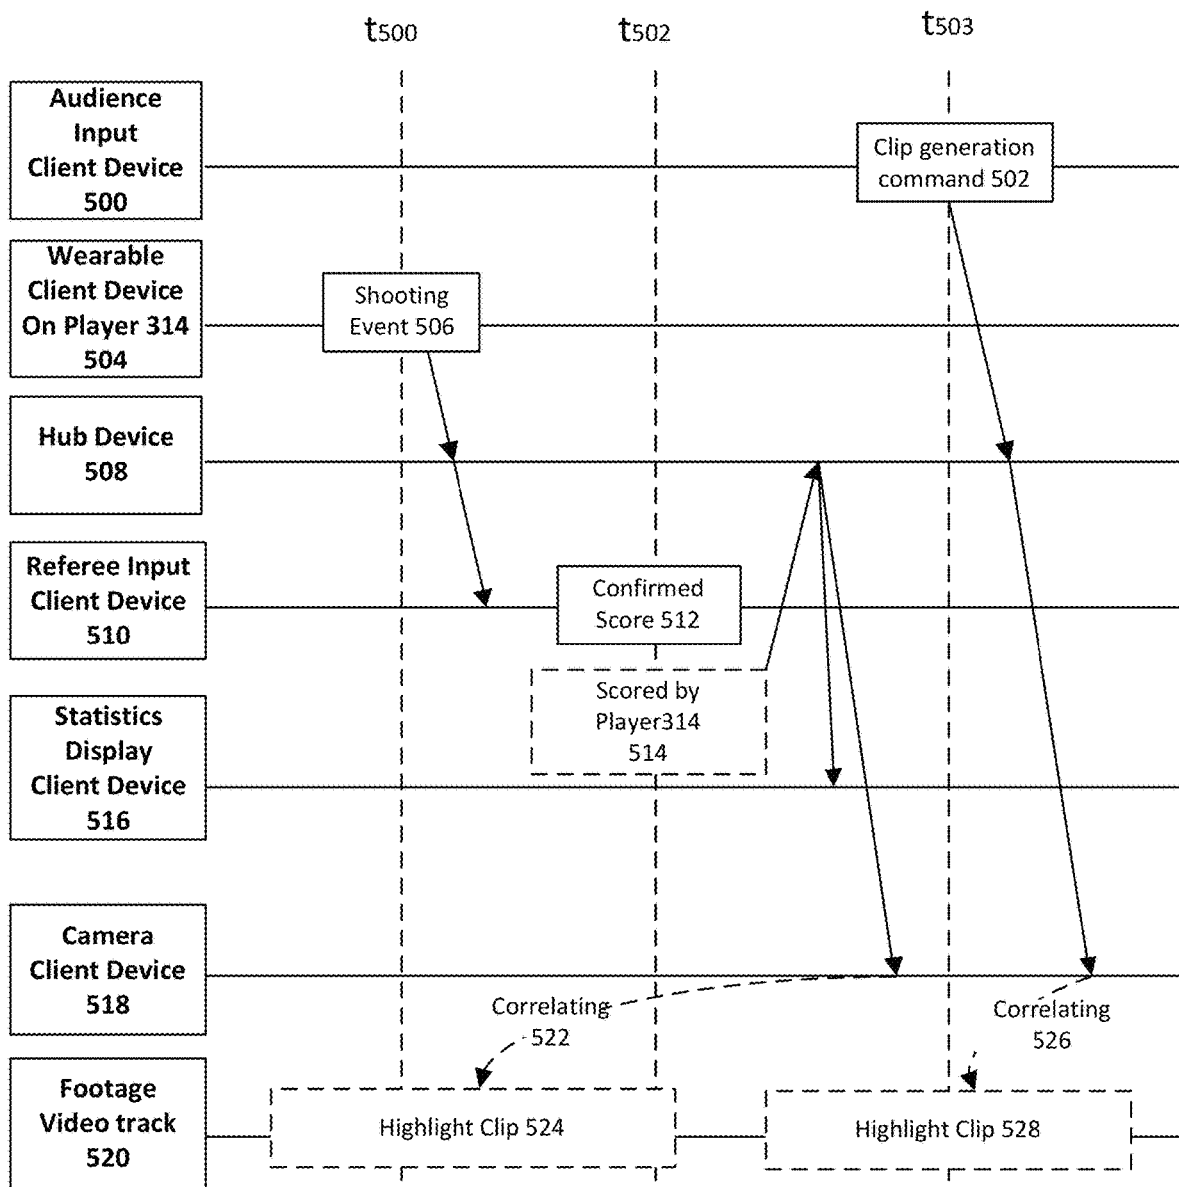 t500
t502
t503
Audience
Input
Client Device
500
Clip generation
command 502
Wearable
Client Device
On Player 314
504
Shooting
Event 506
Hub Device
508
Referee Input
Client Device
510
Confirmed
Score 512
Scored by
Player314
514
Statistics
Display
Client Device
516
Camera
Client Device
518
Correlating
522
Correlating
526
Footage
Video track
520
Highlight Clip 524
Highlight Clip 528